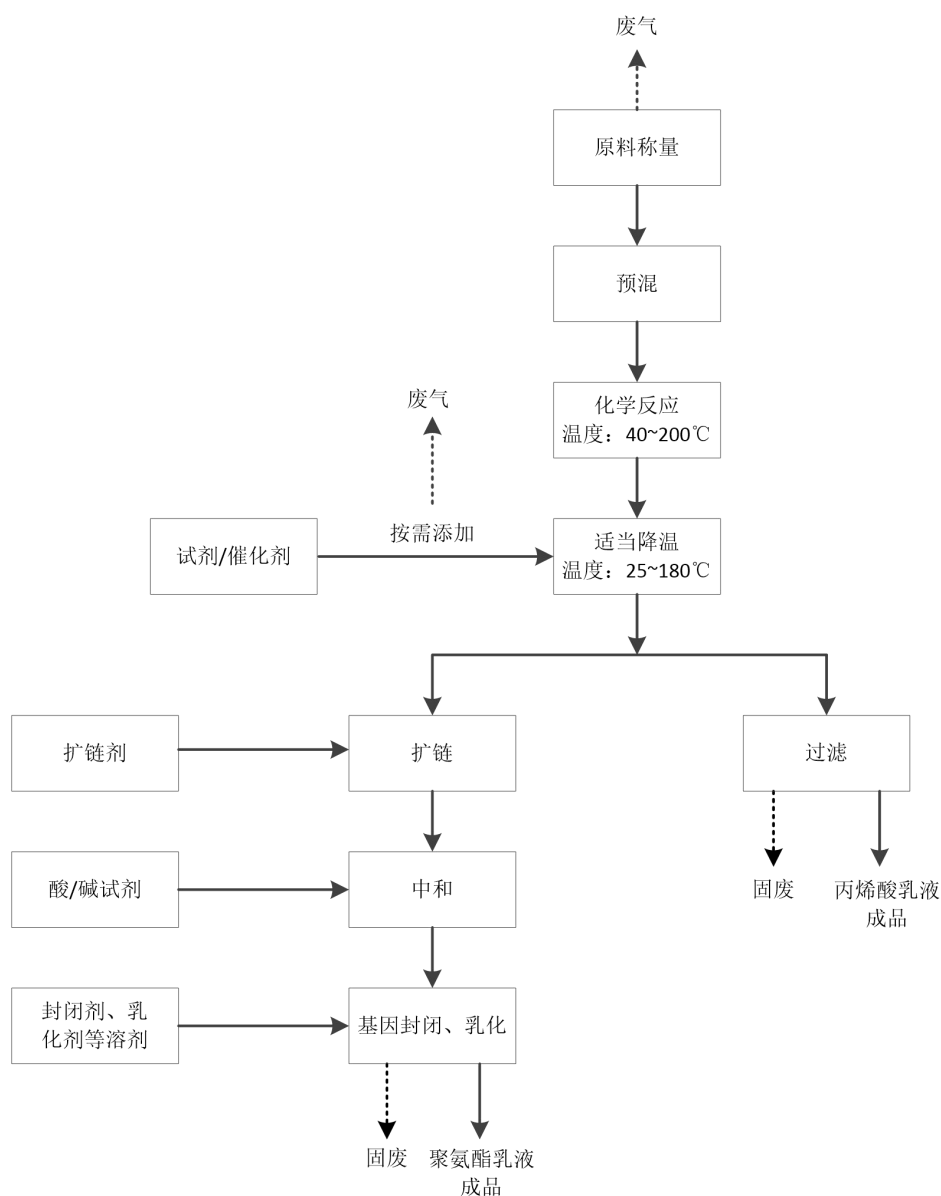 废气
原料称量
预混
化学反应
温度：40~200℃
废气
按需添加
试剂/催化剂
适当降温
温度：25~180℃
扩链剂
扩链
过滤
酸/碱试剂
中和
固废
丙烯酸乳液
成品
封闭剂、乳
化剂等溶剂
基因封闭、乳化
固废
聚氨酯乳液
成品